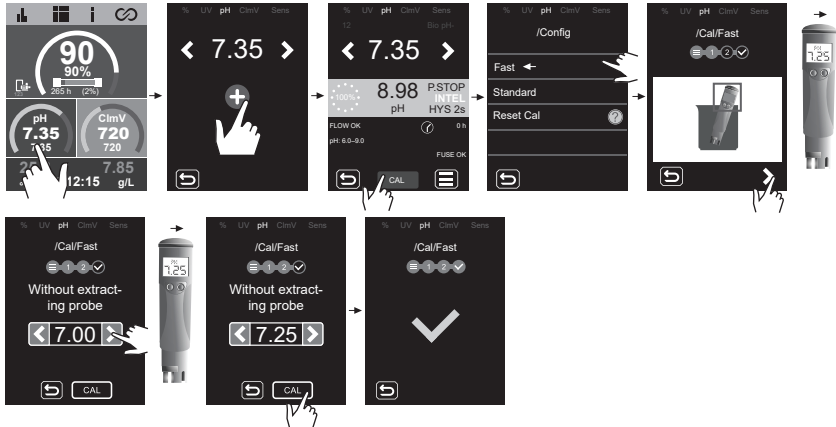 90
90%
265 h (2%)
123
pH
7.35
7.35
ClmV
720
720
25
7.85
12:15
g/L
% UV pH ClmV Sens
7.35
% UV pH ClmV Sens
12 Bio pH-
7.35
100%
8.98
pH
P.STOP
INTEL
HYS 2s
FLOW OK
0 h
pH: 6.0–9.0
FUSE OK
CAL
% UV pH ClmV Sens
/Config
Fast
Standard
Reset Cal ?
% UV pH ClmV Sens
/Cal/Fast
1 2
PH
7.25
% UV pH ClmV Sens
/Cal/Fast
1 2
Without extract-
ing probe
7.00
CAL
PH
7.25
% UV pH ClmV Sens
/Cal/Fast
1 2
Without extract-
ing probe
7.25
CAL
% UV pH ClmV Sens
/Cal/Fast
1 2